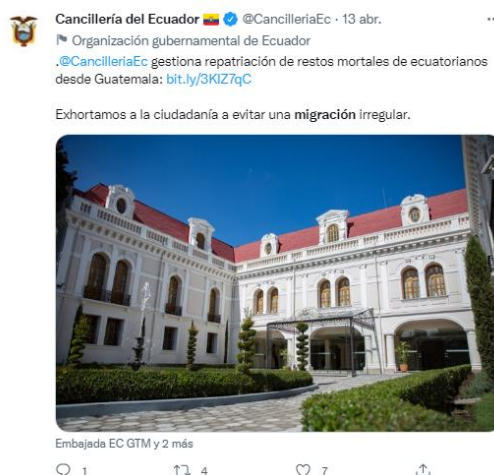 Cancillería del Ecuador 🇪🇨 @CancilleriaEc · 13 abr.
Organización gubernamental de Ecuador
.@CancilleriaEc gestiona repatriación de restos mortales de ecuatorianos
desde Guatemala: bit.ly/3KIZ7qC
Exhortamos a la ciudadanía a evitar una migración irregular.
Embajada EC GTM y 2 más
1 4 7